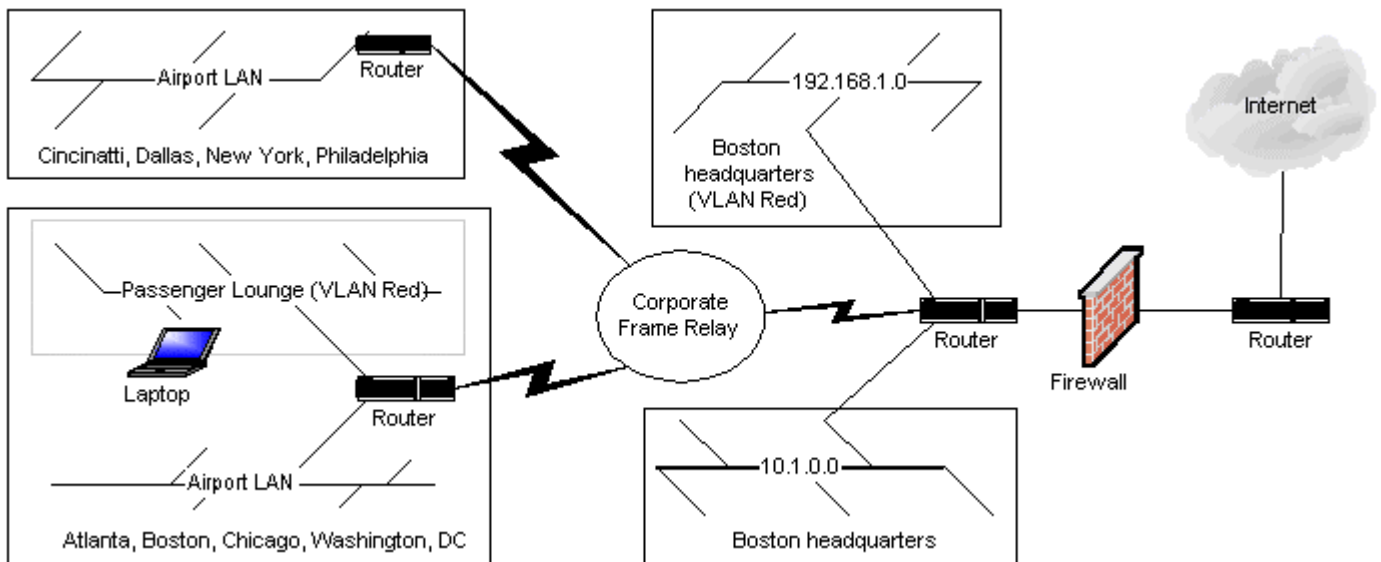 Airport LAN
Router
Cincinatti, Dallas, New York, Philadelphia
Passenger Lounge (VLAN Red)
Laptop
Router
Airport LAN
Atlanta, Boston, Chicago, Washington, DC
Corporate
Frame Relay
192.168.1.0
Boston
headquarters
(VLAN Red)
Router
10.1.0.0
Boston headquarters
Firewall
Internet
Router